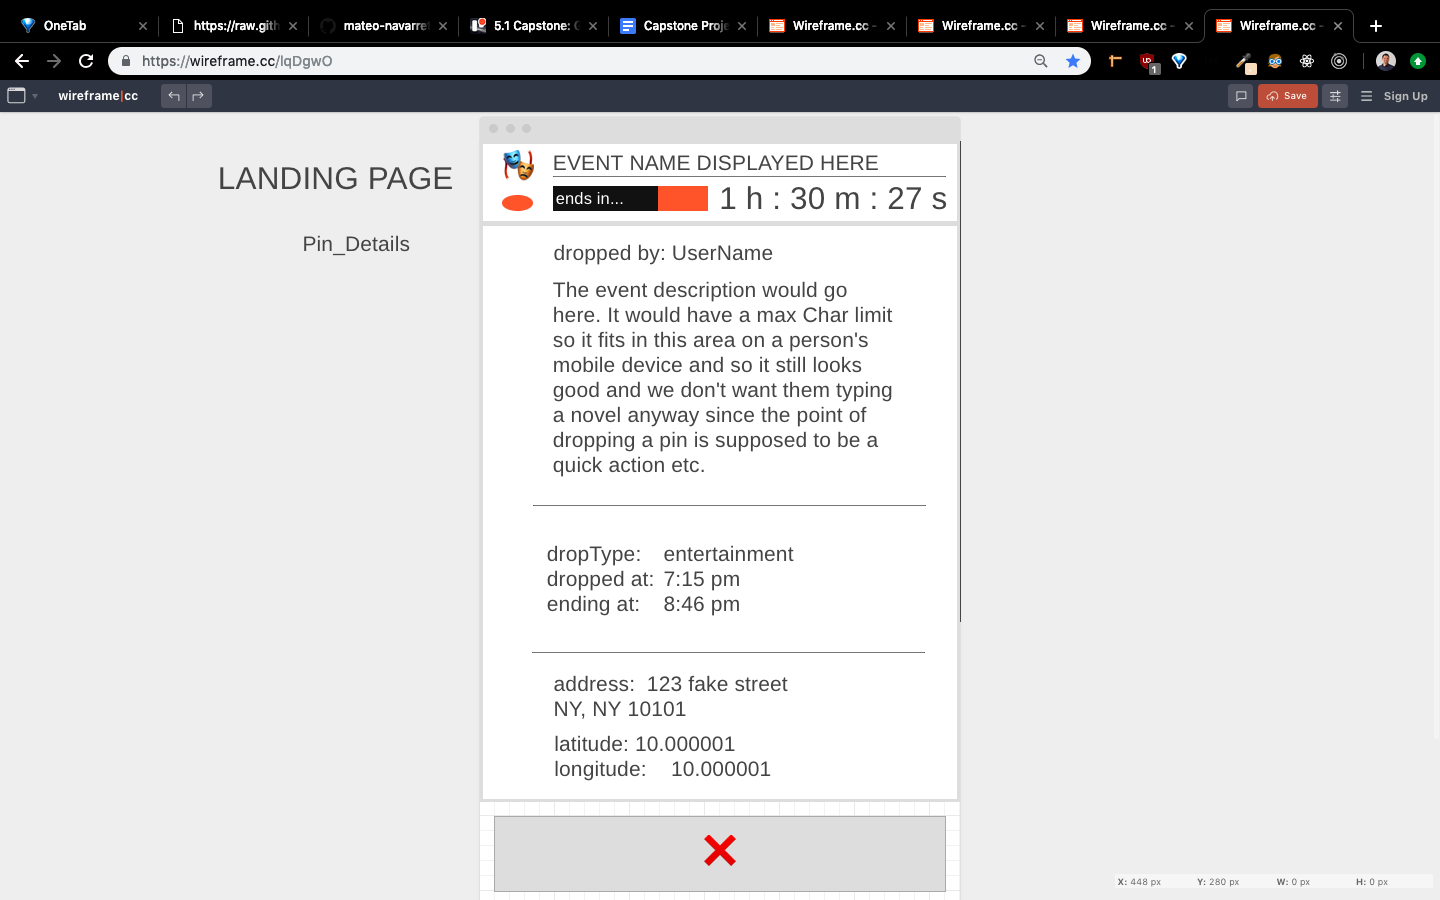 OneTab
https://raw.gith
mateo-navarre
5.1 Capstone: G
Capstone Proje
Wireframe.cc -
Wireframe.cc -
Wireframe.cc -
Wireframe.cc -
https://wireframe.cc/lqDgwO
1
wireframe|cc
Save
Sign Up
LANDING PAGE
Pin_Details
EVENT NAME DISPLAYED HERE
ends in...
1 h : 30 m : 27 s
dropped by: UserName
The event description would go
here. It would have a max Char limit
so it fits in this area on a person's
mobile device and so it still looks
good and we don't want them typing
a novel anyway since the point of
dropping a pin is supposed to be a
quick action etc.
dropType: entertainment
dropped at: 7:15 pm
ending at: 8:46 pm
address: 123 fake street
NY, NY 10101
latitude: 10.000001
longitude: 10.000001
X: 448 px Y: 280 px W: 0 px H: 0 px